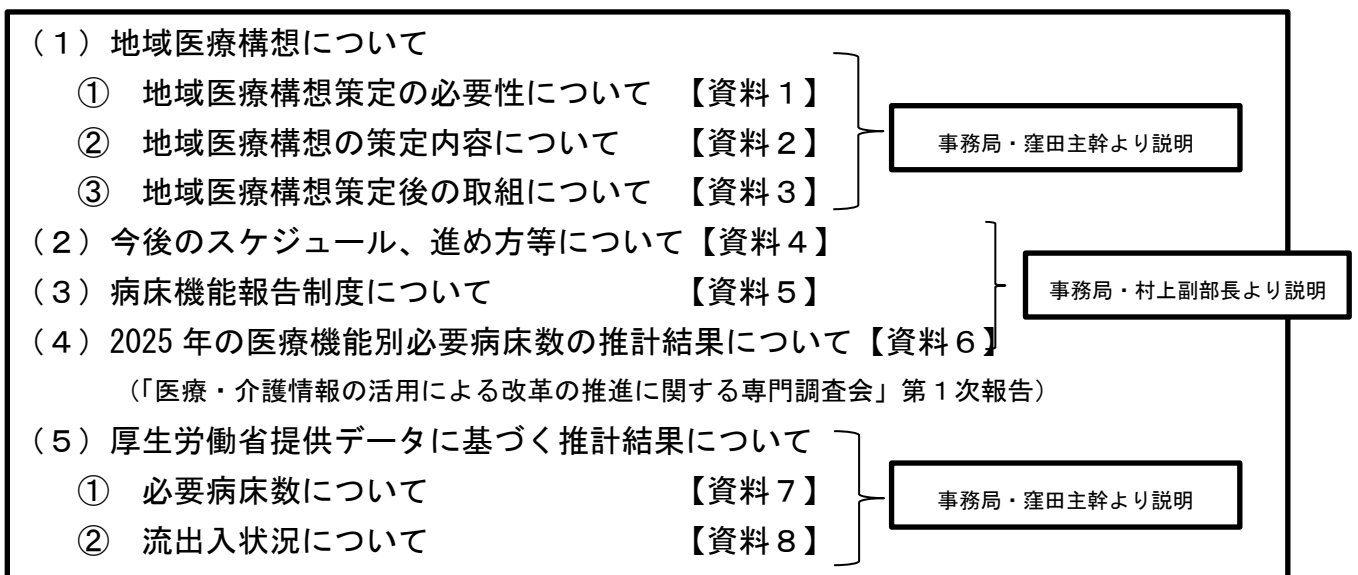 （１）地域医療構想について
①　地域医療構想策定の必要性について　【資料１】
②　地域医療構想の策定内容について　　【資料２】
③　地域医療構想策定後の取組について　【資料３】
事務局・窪田主幹より説明
（２）今後のスケジュール、進め方等について【資料４】
（３）病床機能報告制度について　　　　　　【資料５】
（４）2025年の医療機能別必要病床数の推計結果について【資料６】
（「医療・介護情報の活用による改革の推進に関する専門調査会」第１次報告）
事務局・村上副部長より説明
（５）厚生労働省提供データに基づく推計結果について
①　必要病床数について　　　　　　　　【資料７】
②　流出入状況について　　　　　　　　【資料８】
事務局・窪田主幹より説明